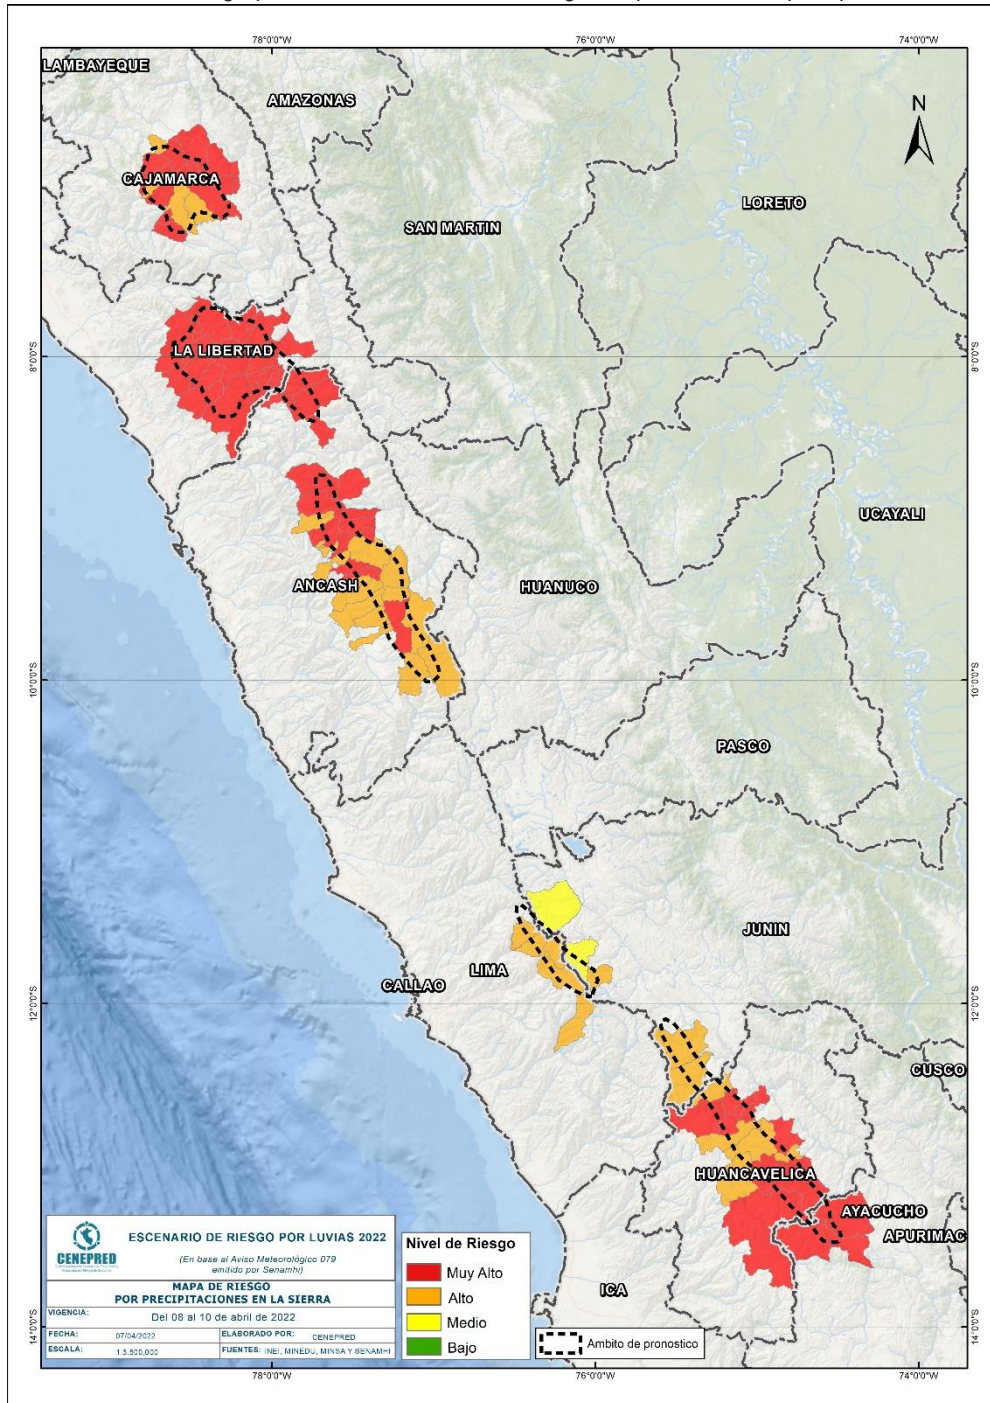 78°0'0"W
76°0'0"W
74°0'0"W
LAMBAYEQUE
AMAZONAS
N
CAJAMARCA
LORETO
SAN MARTIN
LA LIBERTAD
8°0'0"S
8°0'0"S
UCAYALI
ANCASH
HUANUCO
10°0'0"S
10°0'0"S
PASCO
JUNIN
LIMA
CALLAO
12°0'0"S
12°0'0"S
CUSCO
HUANCAVELICA
AYACUCHO
APURIMAC
ICA
14°0'0"S
14°0'0"S
CENEPRED
ESCENARIO DE RIESGO POR LLUVIAS 2022
(En base al Aviso Meteorológico 079
emitido por Senamhi)
MAPA DE RIESGO
POR PRECIPITACIONES EN LA SIERRA
VIGENCIA:
Del 08 al 10 de abril de 2022
FECHA: 07/04/2022
ELABORADO POR: CENEPRED
ESCALA: 1:3,500,000
FUENTES: INEI, MINEDU, MINSA Y SENAMHI
Nivel de Riesgo
Muy Alto
Alto
Medio
Bajo
Ambito de pronostico
78°0'0"W
76°0'0"W
74°0'0"W